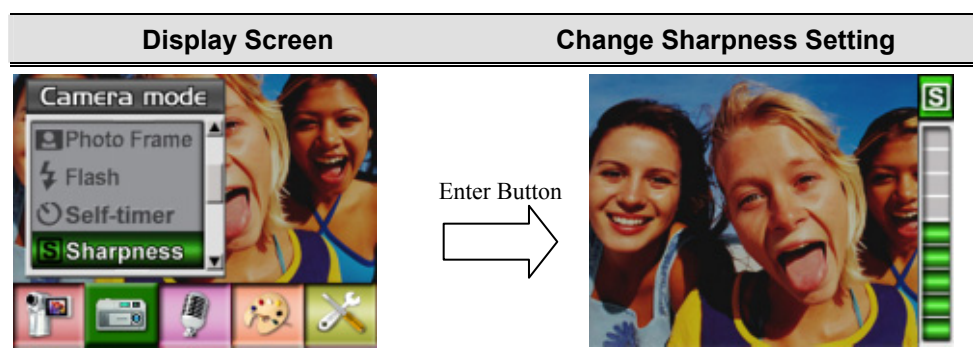 Display Screen
Change Sharpness Setting
Camera mode
Photo Frame
Flash
Self-timer
S Sharpness
Enter Button
S